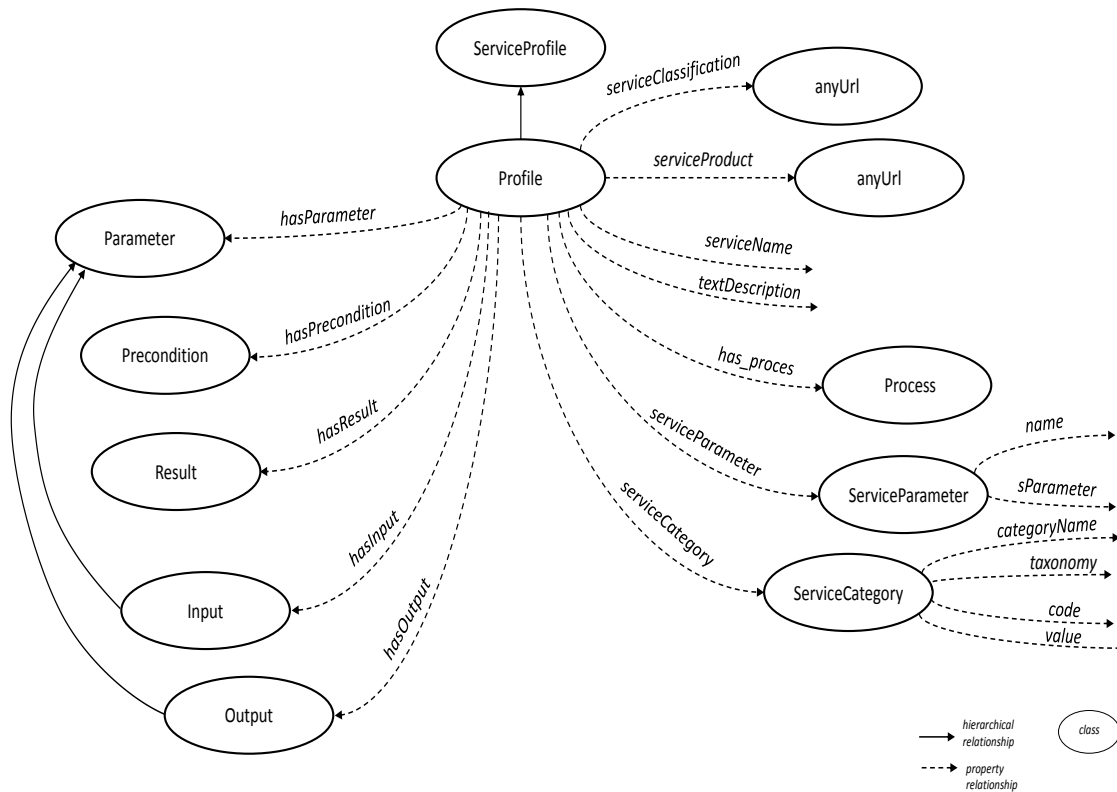 ServiceProfile
serviceClassification
anyUrl
Profile
serviceProduct
anyUrl
hasParameter
Parameter
serviceName
textDescription
hasPrecondition
Precondition
has_proces
Process
hasResult
Result
serviceParameter
name
ServiceParameter
sParameter
serviceCategory
categoryName
ServiceCategory
taxonomy
code
value
hasInput
Input
hasOutput
Output
hierarchical
relationship
class
property
relationship